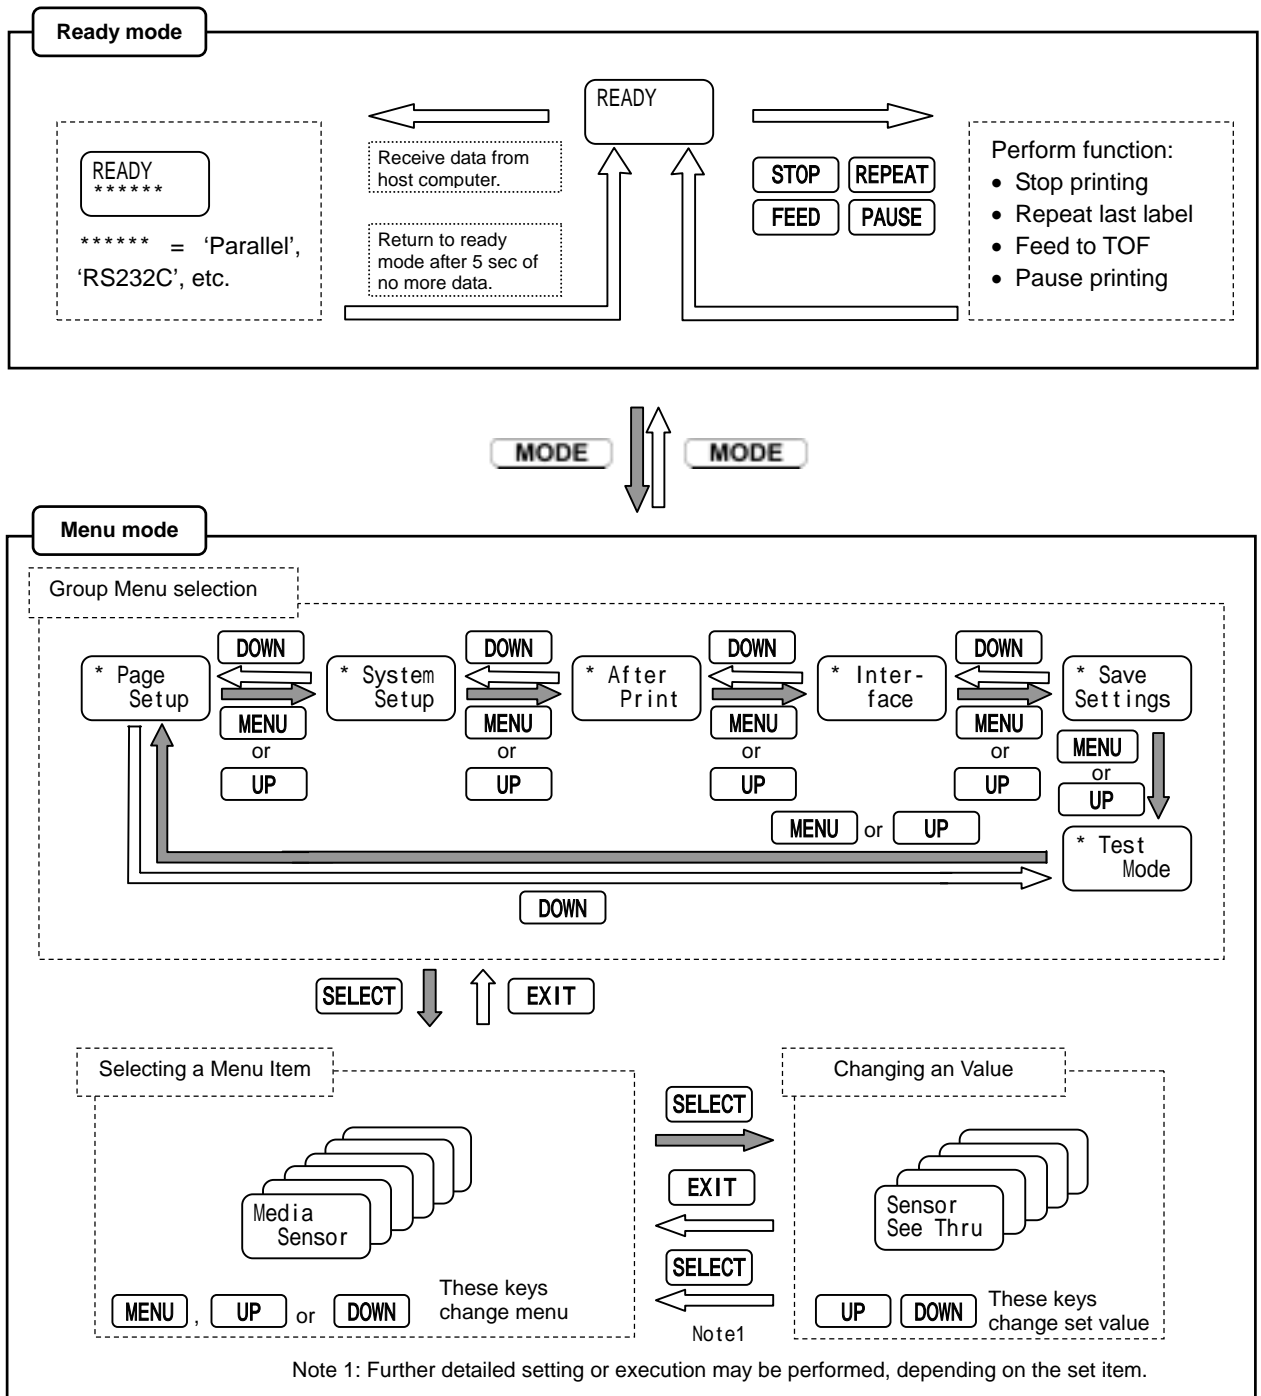 Ready mode
READY
READY
******
****** = ‘Parallel’,
‘RS232C’, etc.
Receive data from
host computer.
Return to ready
mode after 5 sec of
no more data.
STOP REPEAT
FEED PAUSE
Perform function:
• Stop printing
• Repeat last label
• Feed to TOF
• Pause printing
MODE MODE
Menu mode
Group Menu selection
DOWN DOWN DOWN DOWN
* Page
Setup
* System
Setup
* After
Print
* Inter-
face
* Save
Settings
MENU MENU MENU MENU
or or or or
UP UP UP UP
MENU
or
UP
MENU or UP
* Test
Mode
DOWN
SELECT EXIT
Selecting a Menu Item
Media
Sensor
MENU , UP or DOWN
These keys
change menu
SELECT
EXIT
SELECT
Note1
Changing an Value
Sensor
See Thru
UP DOWN
These keys
change set value
Note 1: Further detailed setting or execution may be performed, depending on the set item.